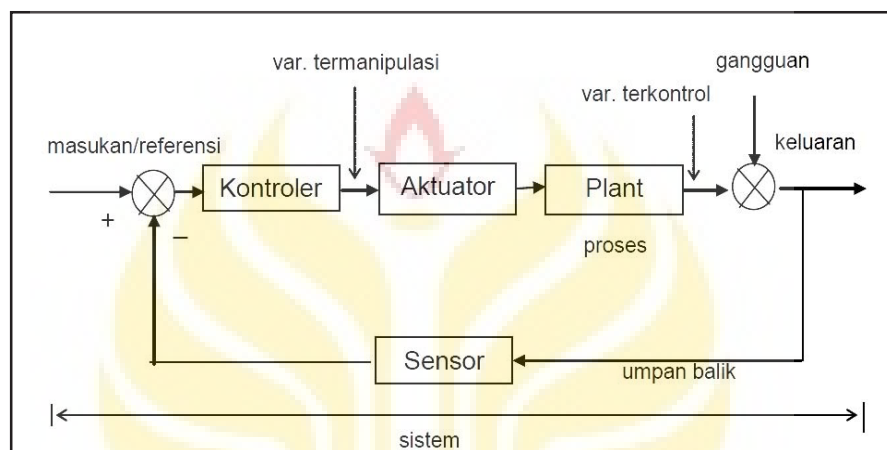 var. termanipulasi
gangguan
var. terkontrol
masukan/referensi
keluaran
Kontroler
Aktuator
Plant
+
−
proses
Sensor
umpan balik
sistem